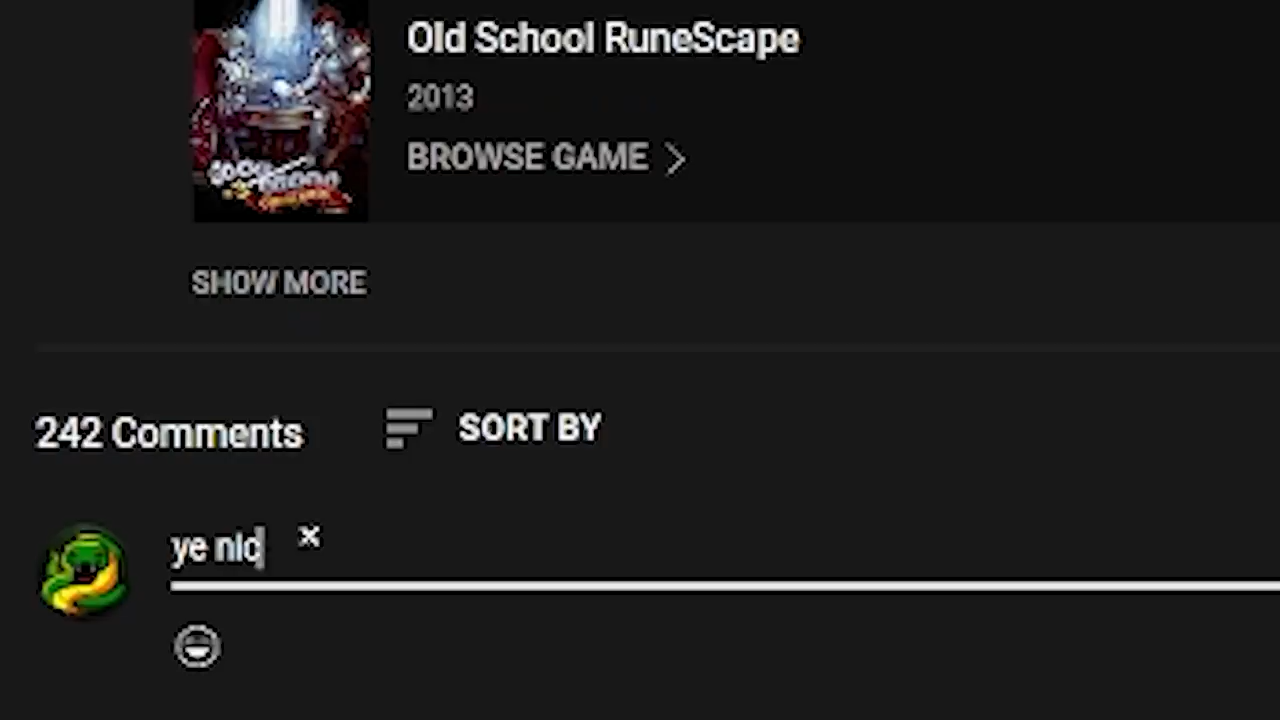 Old School RuneScape
2013
BROWSE GAME
SHOW MORE
242 Comments
SORT BY
ye nic